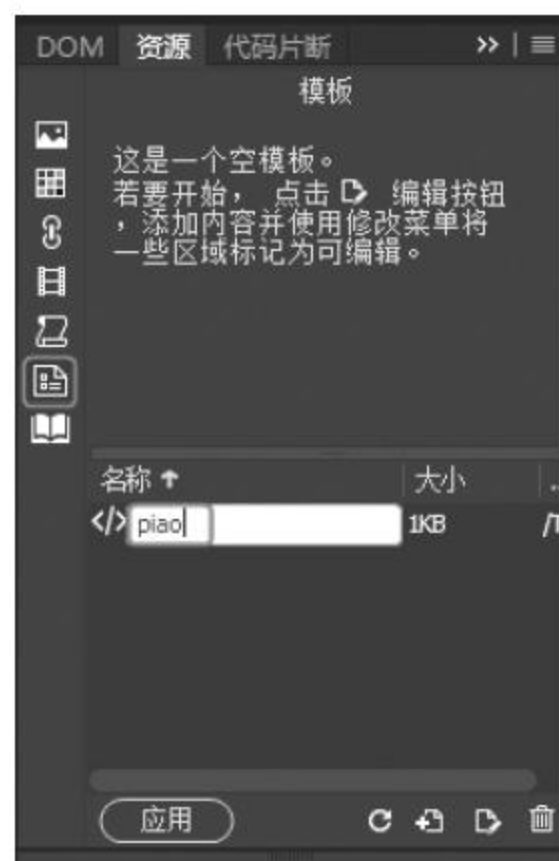 DOM 资源 代码片断
模板
这是一个空模板。
若要开始， 点击 编辑按钮
，添加内容并使用修改菜单将
一些区域标记为可编辑。
名称 大小 ..
piao 1KB /T
应用